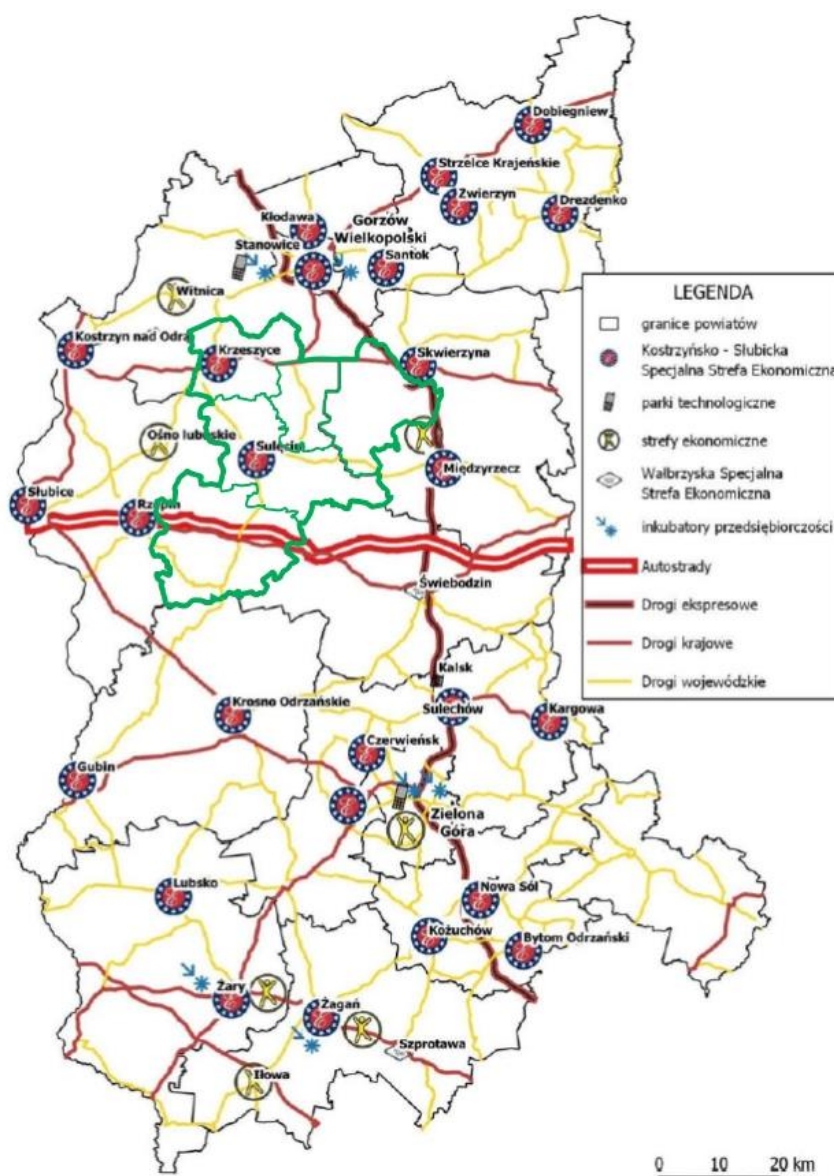 Dobiegniew
Strzelce Krajeńskie
Zwierzyn
Drezdenko
Kłodawa
Gorzów
Wielkopolski
Stanowice
Santok
Witnica
Kostrzyn nad Odrą
Krzeszyce
Skwierzyna
Ośno lubuskie
Sulęcin
Międzyrzecz
Słubice
Rzepin
Świebodzin
Kalsk
Krosno Odrzańskie
Sulechów
Kargowa
Czerwieńsk
Gubin
Zielona
Góra
Lubsko
Nowa Sól
Kożuchów
Bytom Odrzański
Żary
Żagań
Szprotawa
Iłowa
LEGENDA
granice powiatów
Kostrzyńsko - Słubicka
Specjalna Strefa Ekonomiczna
parki technologiczne
strefy ekonomiczne
Wałbrzyska Specjalna
Strefa Ekonomiczna
inkubatory przedsiębiorczości
Autostrady
Drogi ekspresowe
Drogi krajowe
Drogi wojewódzkie
0 10 20 km